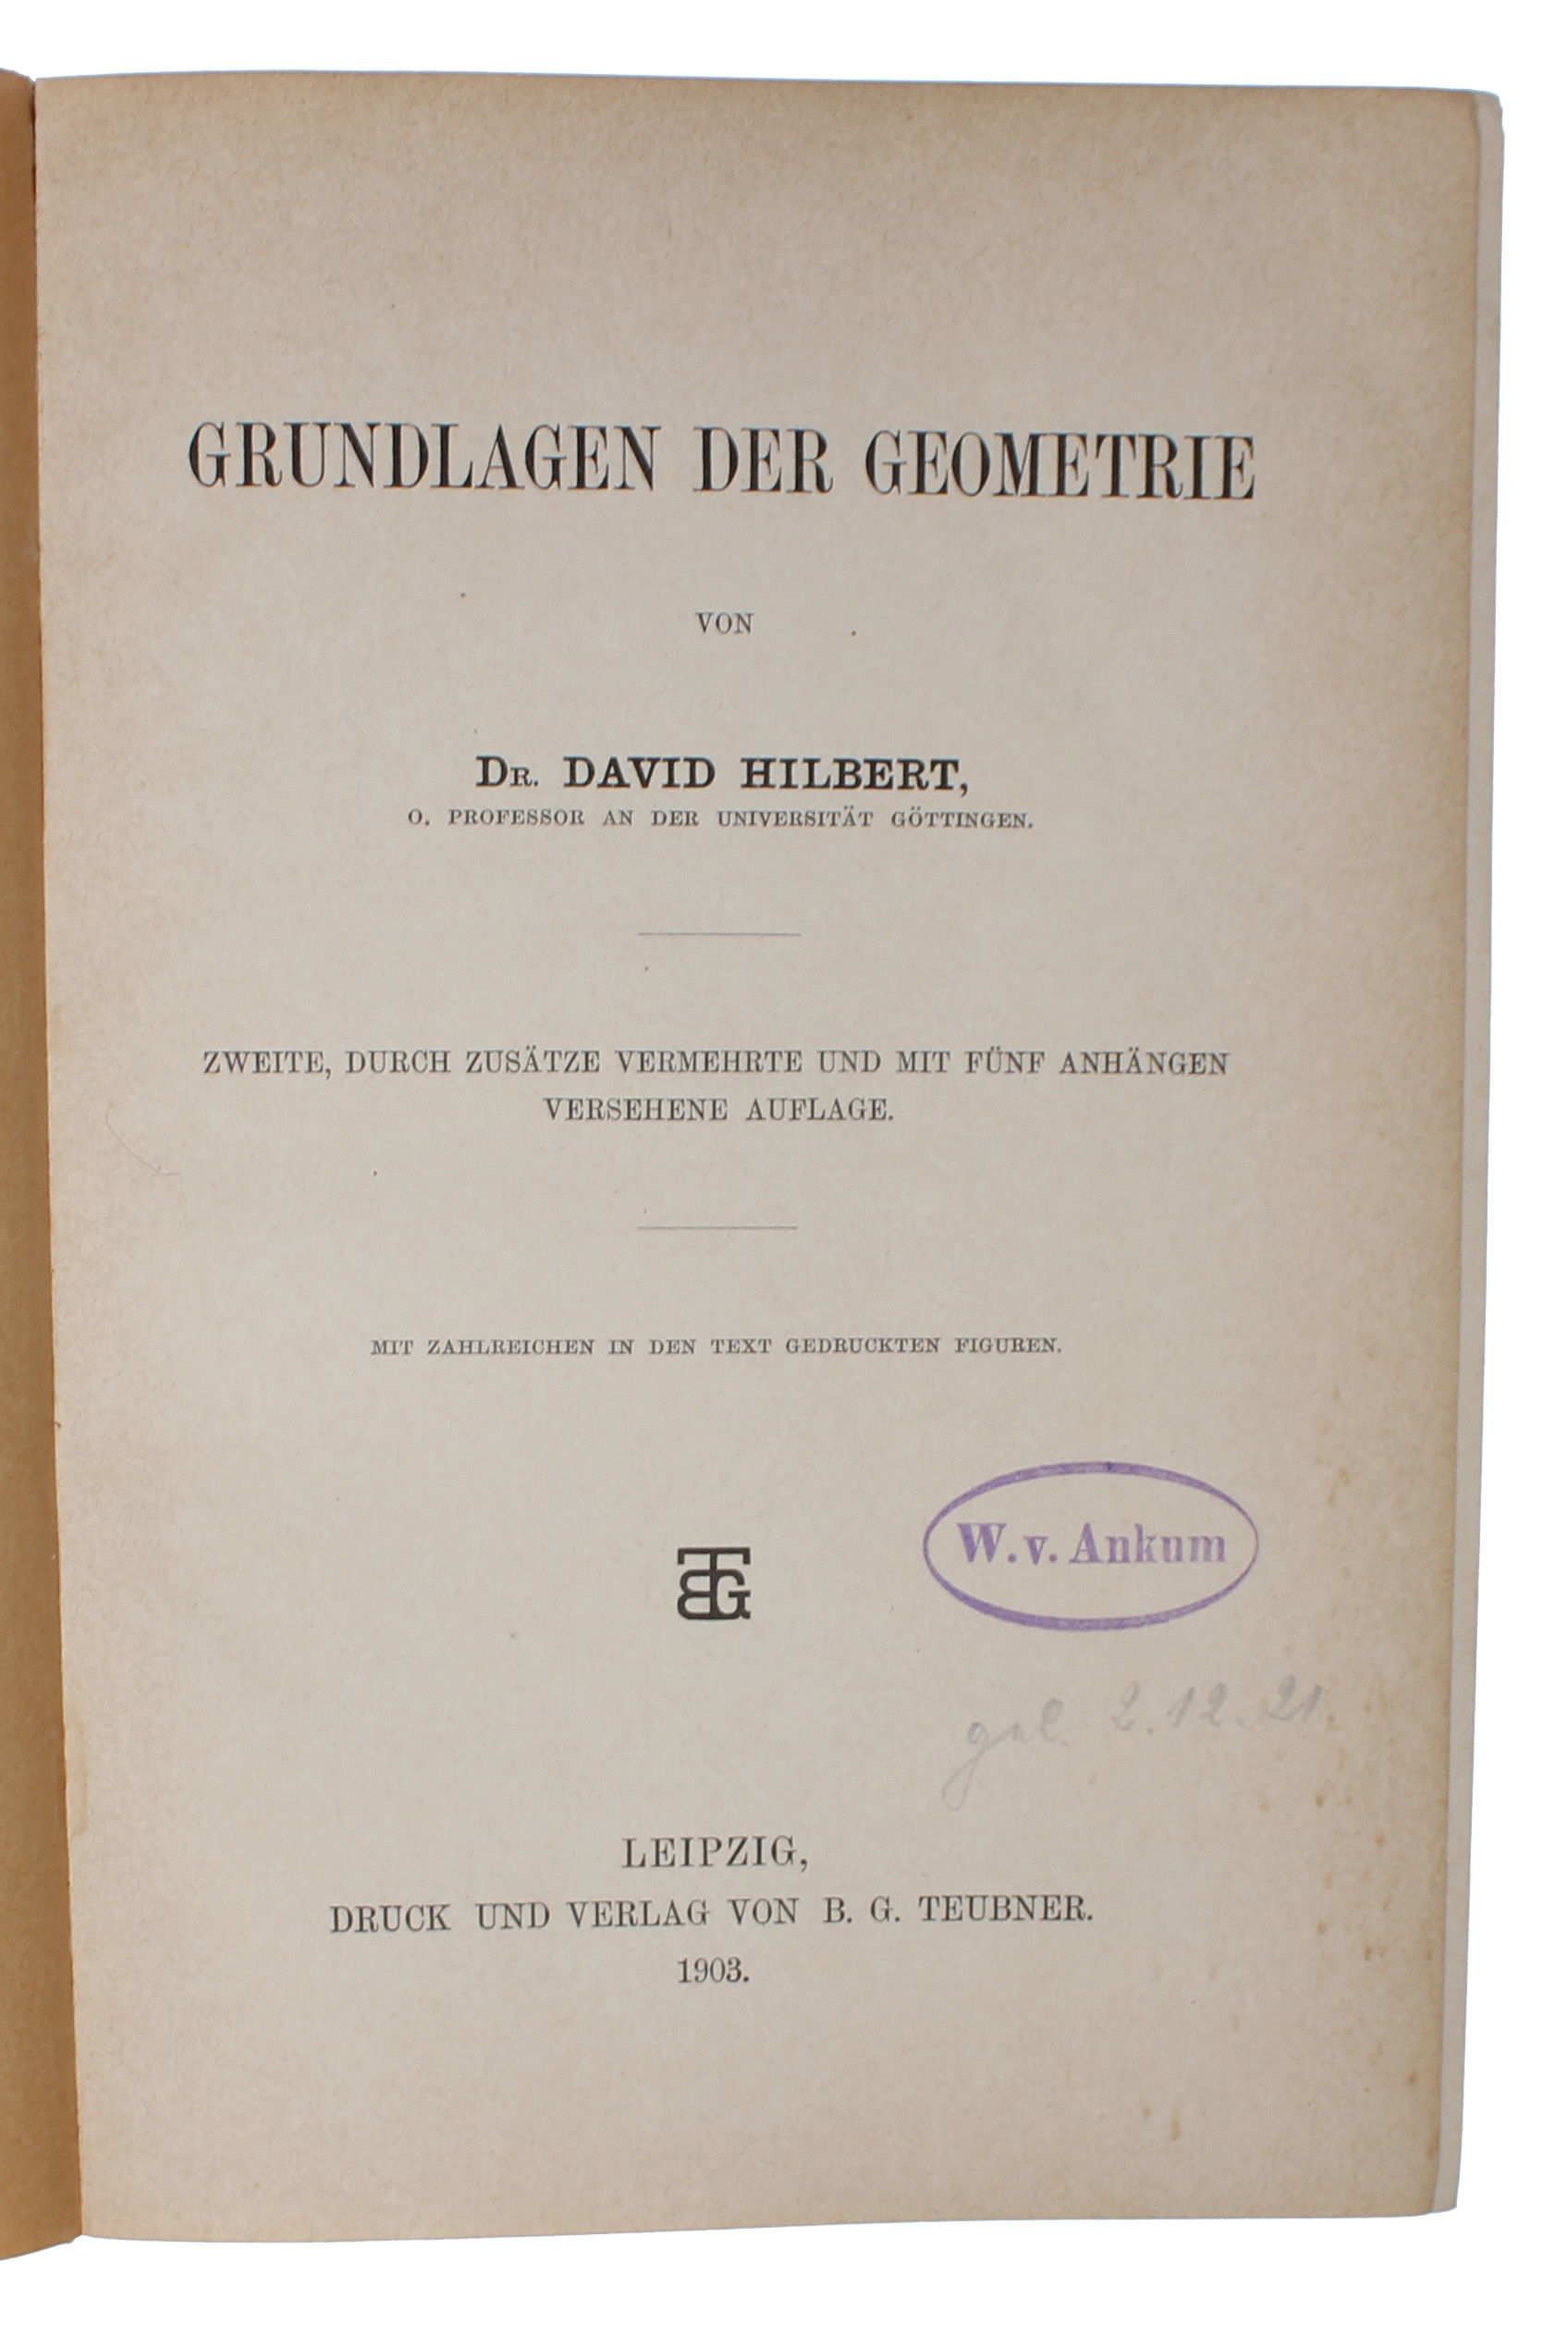 GRUNDLAGEN DER GEOMETRIE
VON
DR. DAVID HILBERT,
O. PROFESSOR AN DER UNIVERSITÄT GÖTTINGEN.
ZWEITE, DURCH ZUSÄTZE VERMEHRTE UND MIT FÜNF ANHÄNGEN
VERSEHENE AUFLAGE.
MIT ZAHLREICHEN IN DEN TEXT GEDRUCKTEN FIGUREN.
W. v. Ankum
2.12.21.
LEIPZIG,
DRUCK UND VERLAG VON B. G. TEUBNER.
1903.